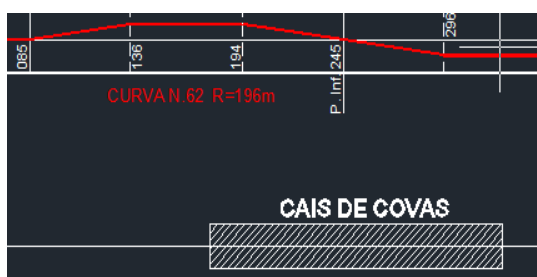 085
136
194
P.Inf.245
296
CURVA N.62 R=196m
CAIS DE COVAS